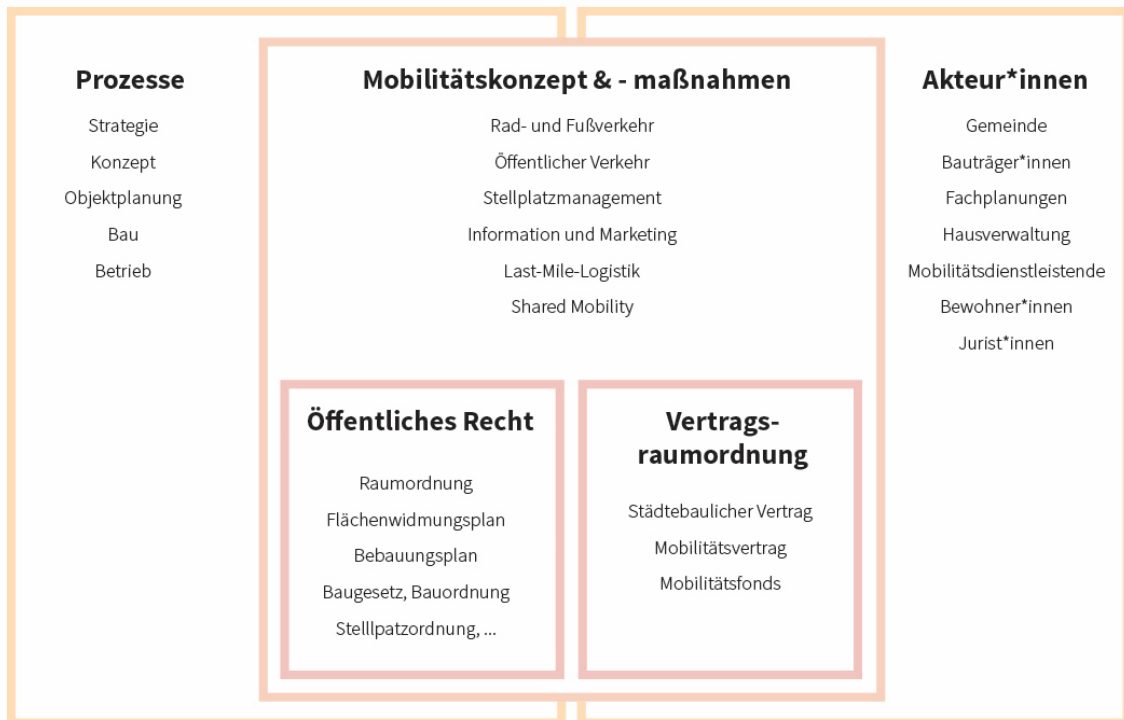 Prozesse
Strategie
Konzept
Objektplanung
Bau
Betrieb
Mobilitätskonzept & - maßnahmen
Rad- und Fußverkehr
Öffentlicher Verkehr
Stellplatzmanagement
Information und Marketing
Last-Mile-Logistik
Shared Mobility
Akteur*innen
Gemeinde
Bauträger*innen
Fachplanungen
Hausverwaltung
Mobilitätsdienstleistende
Bewohner*innen
Jurist*innen
Öffentliches Recht
Raumordnung
Flächenwidmungsplan
Bebauungsplan
Baugesetz, Bauordnung
Stelllpatzordnung, ...
Vertrags-
raumordnung
Städtebaulicher Vertrag
Mobilitätsvertrag
Mobilitätsfonds